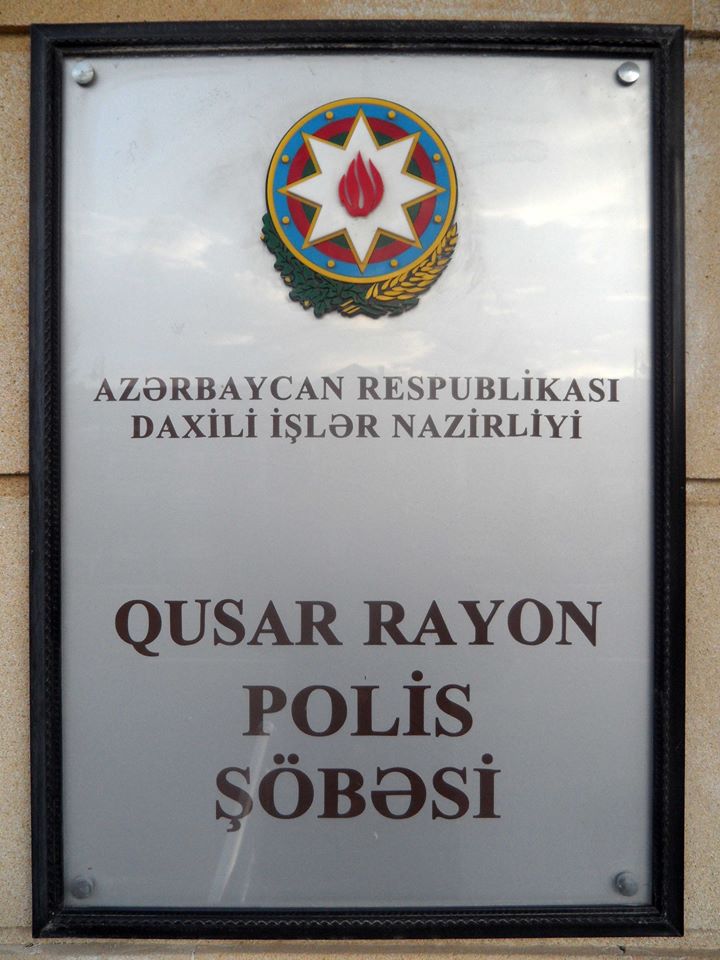 AZƏRBAYCAN RESPUBLİKASI
DAXİLİ İŞLƏR NAZİRLİYİ
QUSAR RAYON
POLİS
ŞÖBƏSİ